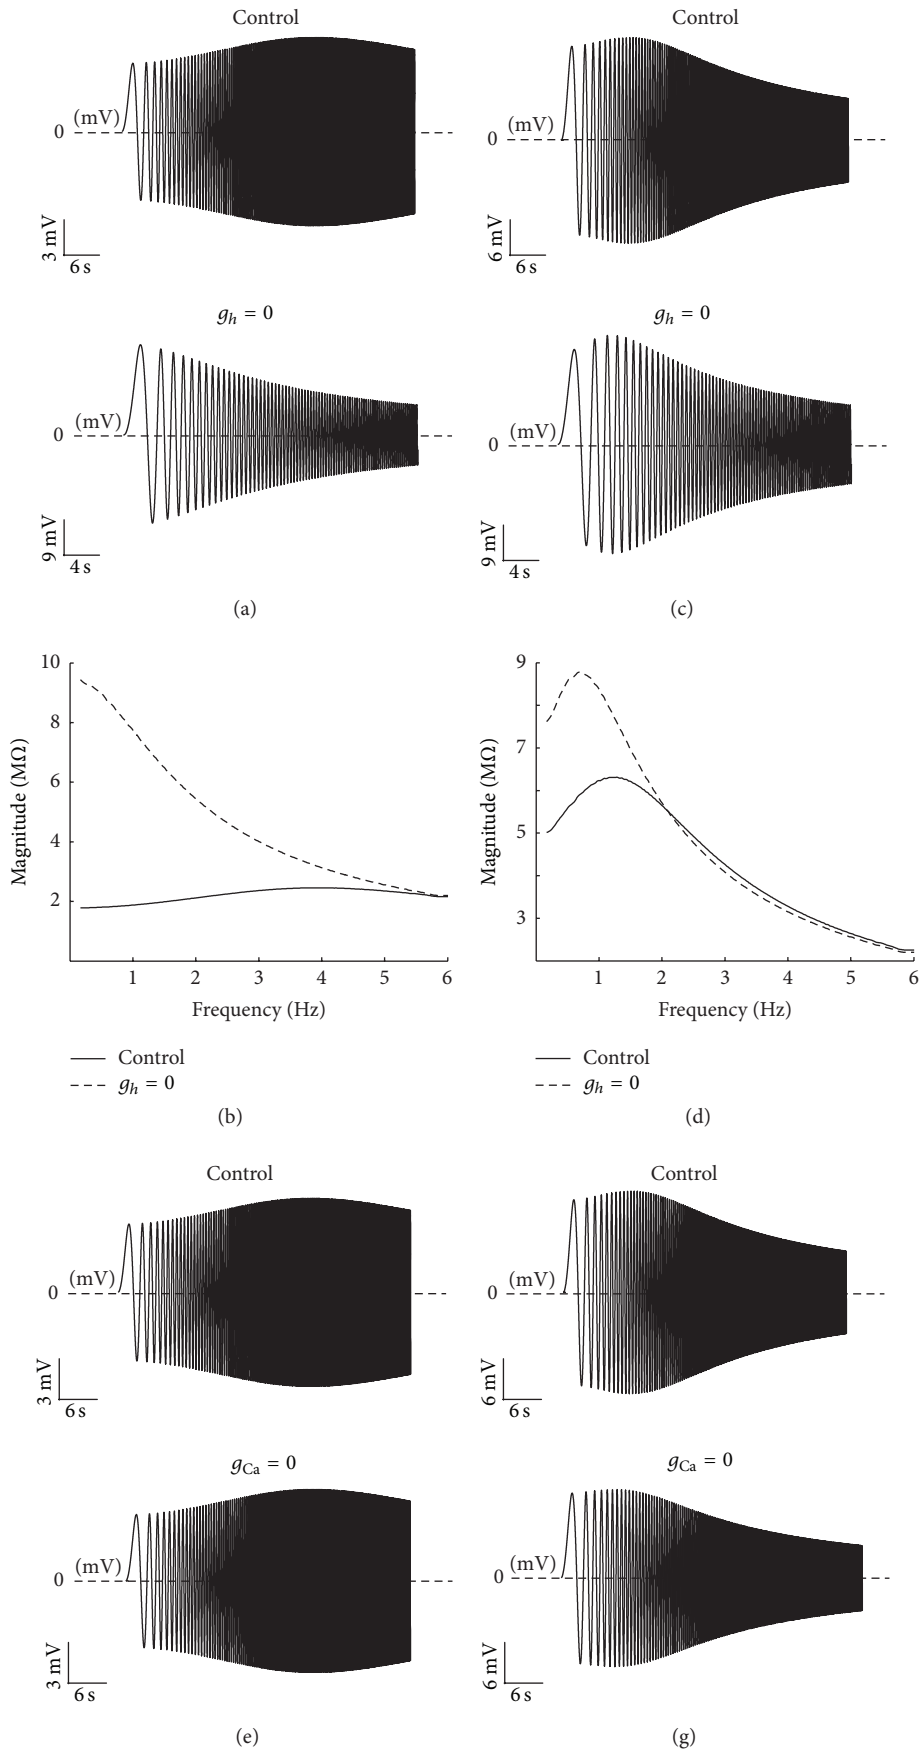 Control
0 (mV)
3 mV
6 s
g_h = 0
0 (mV)
9 mV
4 s
(a)
Control
0 (mV)
6 mV
6 s
g_h = 0
0 (mV)
9 mV
4 s
(c)
10
8
6
4
2
Magnitude (MΩ)
1 2 3 4 5 6
Frequency (Hz)
Control
g_h = 0
(b)
9
7
5
3
Magnitude (MΩ)
1 2 3 4 5 6
Frequency (Hz)
Control
g_h = 0
(d)
Control
0 (mV)
3 mV
6 s
g_Ca = 0
0 (mV)
3 mV
6 s
(e)
Control
0 (mV)
6 mV
6 s
g_Ca = 0
0 (mV)
6 mV
6 s
(g)